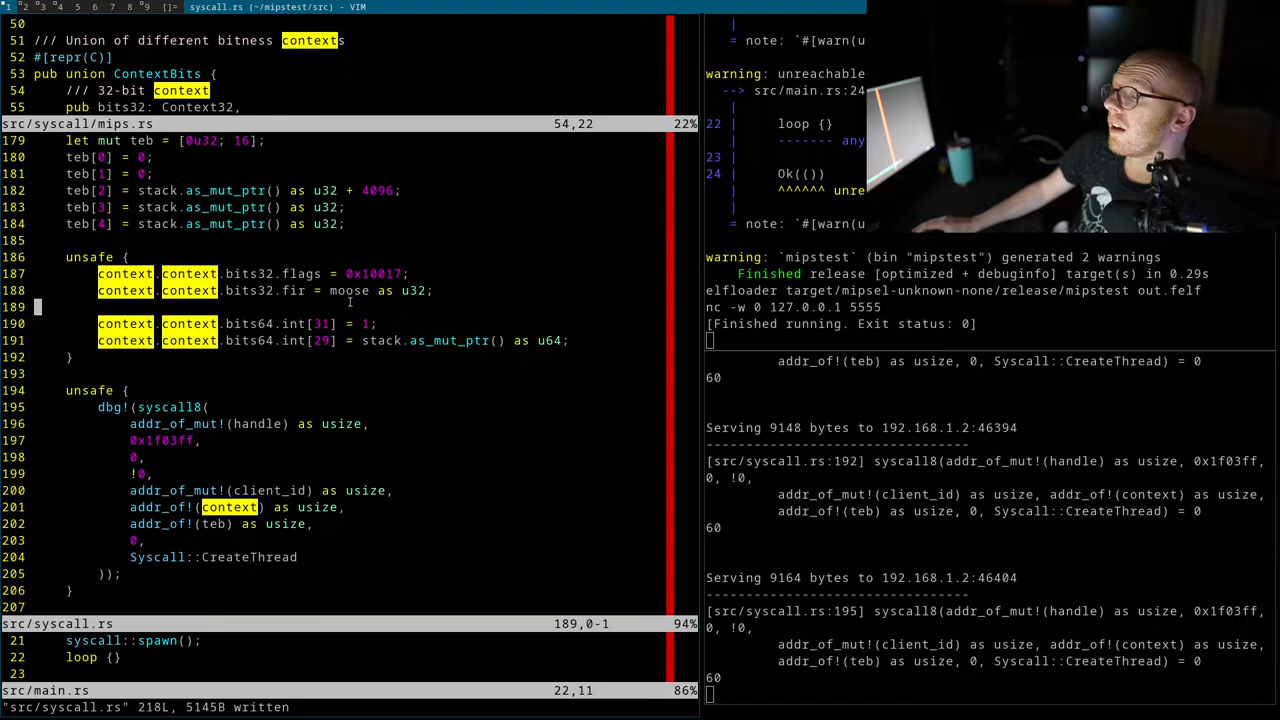 1 2 3 4 5 6 7 8 9 []= syscall.rs (~/mipstest/src) - VIM
50
51 /// Union of different bitness contexts
52 #[repr(C)]
53 pub union ContextBits {
54     /// 32-bit context
55     pub bits32: Context32,
src/syscall/mips.rs 54,22 22%
179     let mut teb = [0u32; 16];
180     teb[0] = 0;
181     teb[1] = 0;
182     teb[2] = stack.as_mut_ptr() as u32 + 4096;
183     teb[3] = stack.as_mut_ptr() as u32;
184     teb[4] = stack.as_mut_ptr() as u32;
185
186     unsafe {
187         context.context.bits32.flags = 0x10017;
188         context.context.bits32.fir = moose as u32;
189
190         context.context.bits64.int[31] = 1;
191         context.context.bits64.int[29] = stack.as_mut_ptr() as u64;
192     }
193
194     unsafe {
195         dbg!(syscall8(
196             addr_of_mut!(handle) as usize,
197             0x1f03ff,
198             0,
199             !0,
200             addr_of_mut!(client_id) as usize,
201             addr_of!(context) as usize,
202             addr_of!(teb) as usize,
203             0,
204             Syscall::CreateThread
205         ));
206     }
207
src/syscall.rs 189,0-1 94%
21     syscall::spawn();
22     loop {}
23
src/main.rs 22,11 86%
"src/syscall.rs" 218L, 5145B written
|
= note: `#[warn(u
warning: unreachable
--> src/main.rs:24
|
22 |     loop {}
|     ------- any
23 |
24 |     Ok(())
|     ^^^^^^ unre
|
= note: `#[warn(u
warning: `mipstest` (bin "mipstest") generated 2 warnings
Finished release [optimized + debuginfo] target(s) in 0.29s
elfloader target/mipsel-unknown-none/release/mipstest out.felf
nc -w 0 127.0.0.1 5555
[Finished running. Exit status: 0]
addr_of!(teb) as usize, 0, Syscall::CreateThread) = 0
60
Serving 9148 bytes to 192.168.1.2:46394
---------------------------------
[src/syscall.rs:192] syscall8(addr_of_mut!(handle) as usize, 0x1f03ff,
0, !0,
addr_of_mut!(client_id) as usize, addr_of!(context) as usize,
addr_of!(teb) as usize, 0, Syscall::CreateThread) = 0
60
Serving 9164 bytes to 192.168.1.2:46404
---------------------------------
[src/syscall.rs:195] syscall8(addr_of_mut!(handle) as usize, 0x1f03ff,
0, !0,
addr_of_mut!(client_id) as usize, addr_of!(context) as usize,
addr_of!(teb) as usize, 0, Syscall::CreateThread) = 0
60